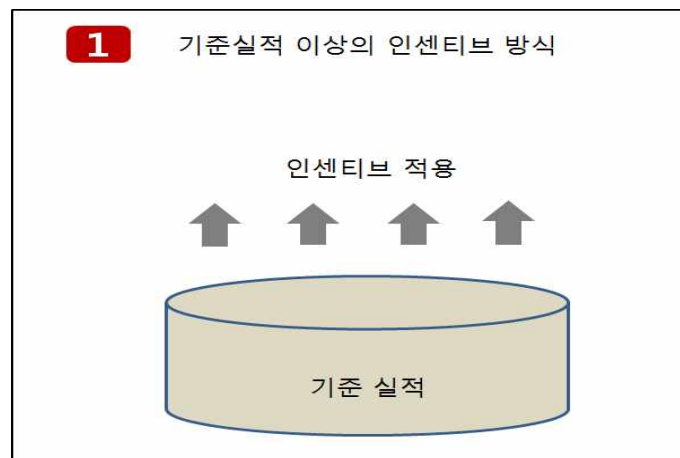 1 기준실적 이상의 인센티브 방식
인센티브 적용
기준 실적